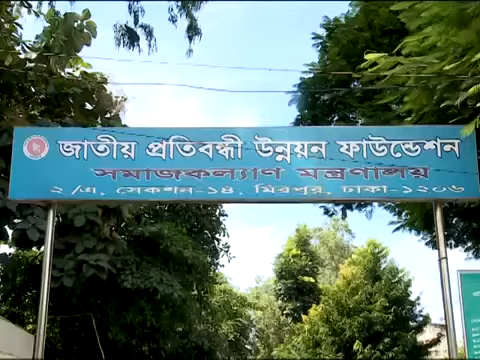 জাতীয় প্রতিবন্ধী উন্নয়ন ফাউন্ডেশন
সমাজকল্যাণ মন্ত্রণালয়
২/এ, সেকশন-১৪, মিরপুর, ঢাকা-১২০৬